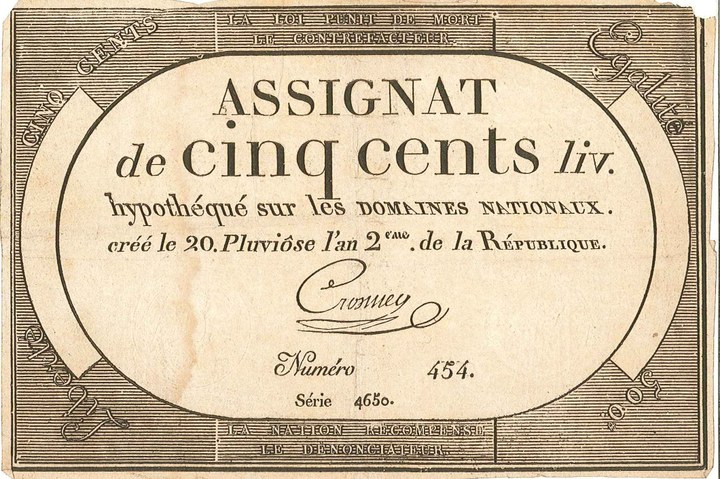 LA LOI PUNIT DE MORT
LE CONTREFACTEUR.
CINQ CENTS
Egalité
ASSIGNAT
de cinq cents liv.
hypothéqué sur les DOMAINES NATIONAUX.
créé le 20. Pluviôse l'an 2eme. de la RÉPUBLIQUE.
Numéro 454.
Série 4650.
500
LA NATION RECOMPENSE
LE DÉNONCIATEUR.